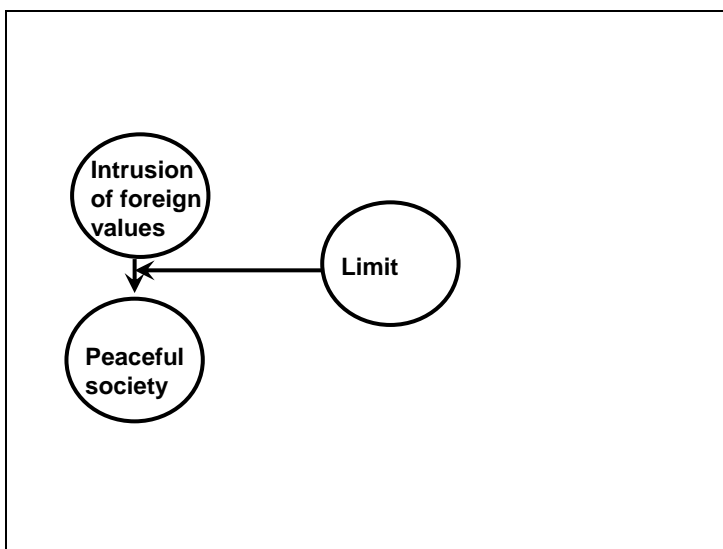 Intrusion
of foreign
values
Limit
Peaceful
society